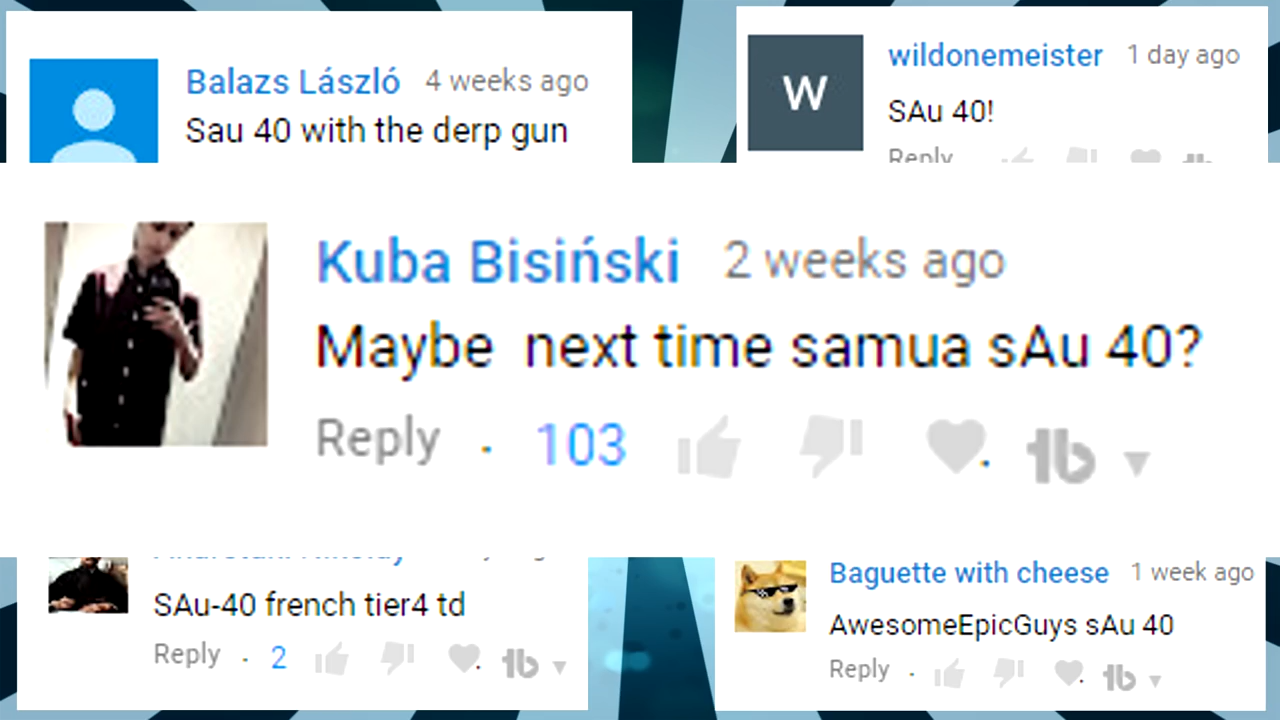 Balazs László 4 weeks ago
Sau 40 with the derp gun
wildonemeister 1 day ago
W
SAu 40!
Reply
Kuba Bisiński 2 weeks ago
Maybe next time samua sAu 40?
Reply · 103
SAu-40 french tier4 td
Reply · 2
Baguette with cheese 1 week ago
AwesomeEpicGuys sAu 40
Reply ·